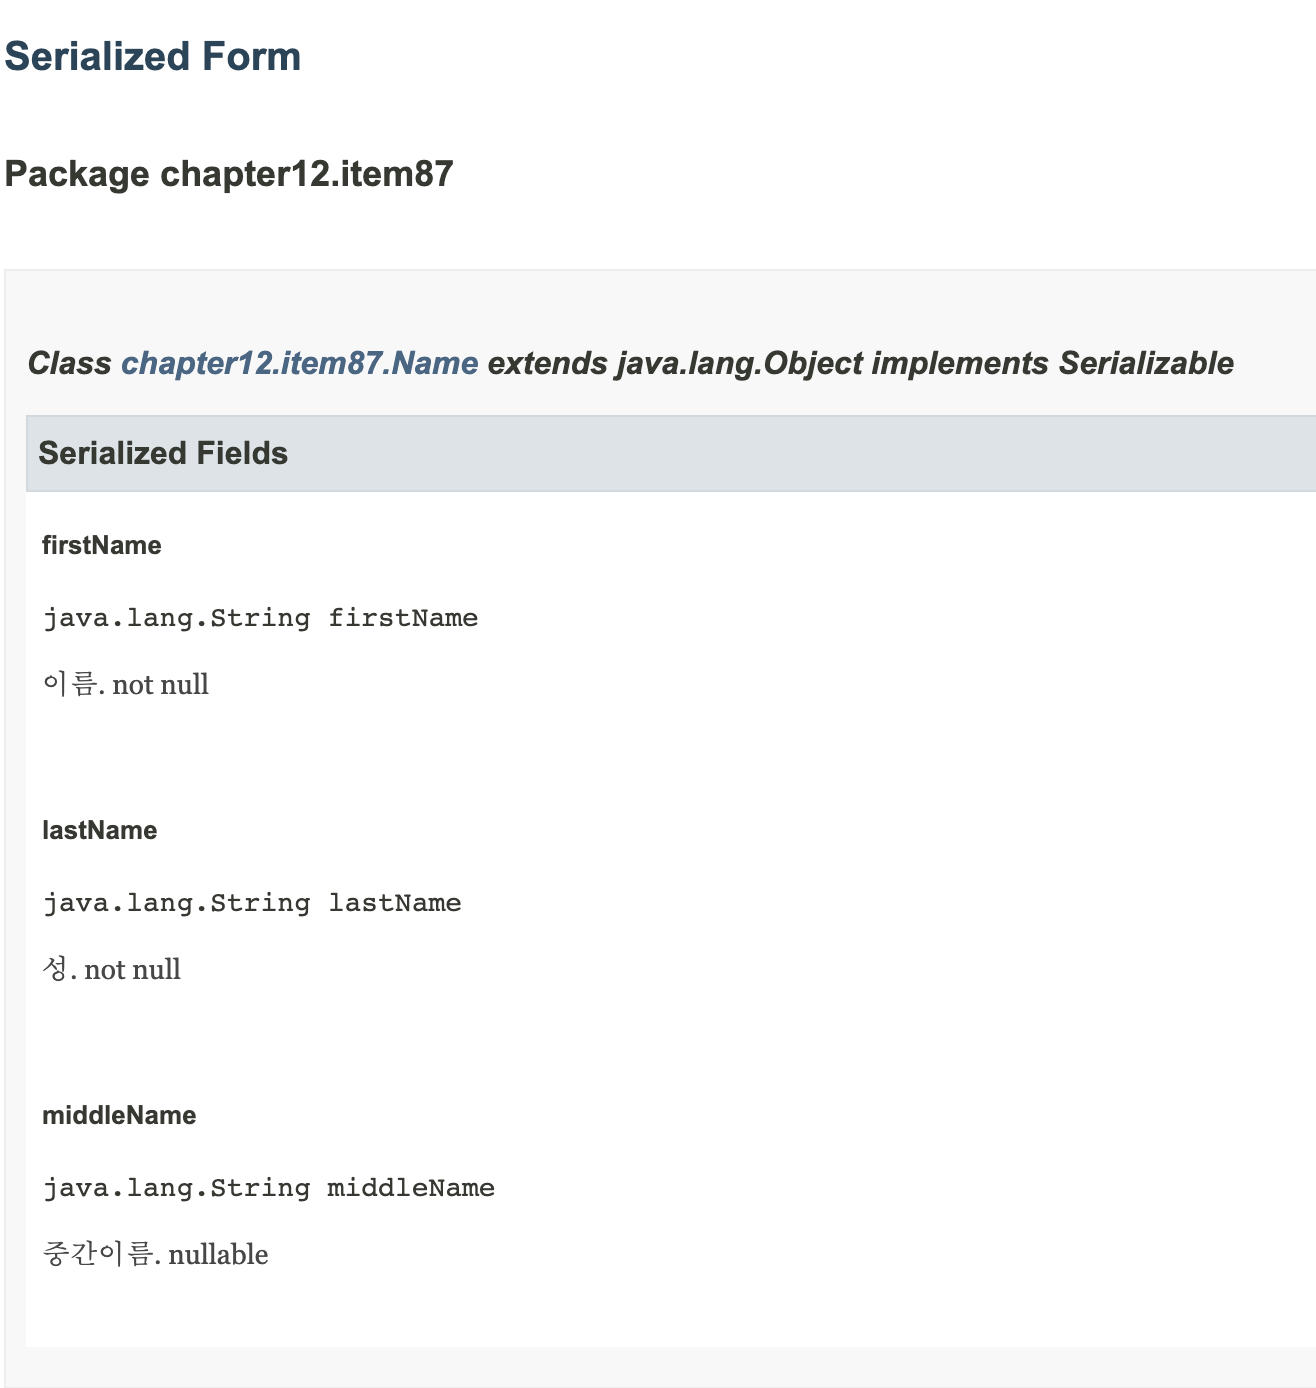 Serialized Form
Package chapter12.item87
Class chapter12.item87.Name extends java.lang.Object implements Serializable
Serialized Fields
firstName
java.lang.String firstName
이름. not null
lastName
java.lang.String lastName
성. not null
middleName
java.lang.String middleName
중간이름. nullable